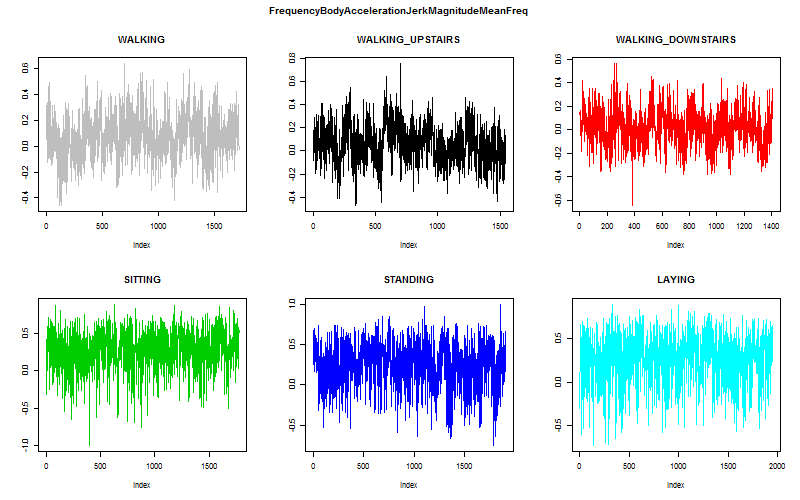 FrequencyBodyAccelerationJerkMagnitudeMeanFreq
WALKING
WALKING_UPSTAIRS
WALKING_DOWNSTAIRS
0.6
0.4
0.2
0.0
-0.2
-0.4
0 500 1000 1500
Index
0.8
0.6
0.4
0.2
0.0
-0.2
-0.4
0 500 1000 1500
Index
0.6
0.4
0.2
0.0
-0.2
-0.4
-0.6
0 200 400 600 800 1000 1200 1400
Index
SITTING
STANDING
LAYING
0.5
0.0
-0.5
-1.0
0 500 1000 1500
Index
1.0
0.5
0.0
-0.5
0 500 1000 1500
Index
0.5
0.0
-0.5
0 500 1000 1500 2000
Index